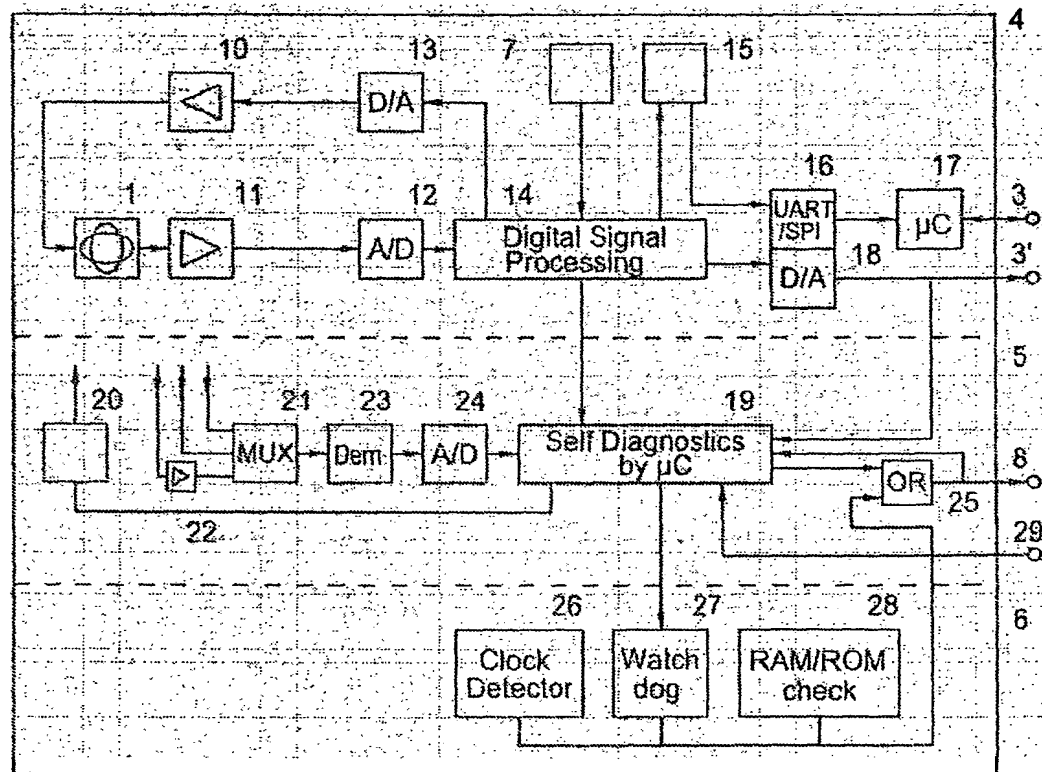 4
10
13
7
15
D/A
16
17
1
11
12
14
3
UART
/SPI
µC
A/D
Digital Signal
Processing
3'
18
D/A
5
20
21
23
24
19
MUX
Dem
A/D
Self Diagnostics
by µC
8
OR
25
22
29
26
27
28
6
Clock
Detector
Watch
dog
RAM/ROM
check